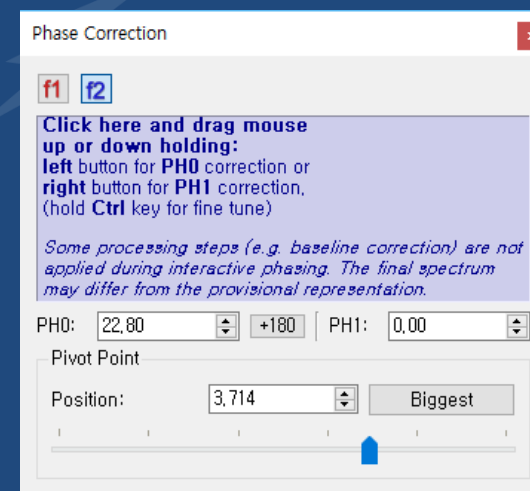 Phase Correction
f1 f2
Click here and drag mouse
up or down holding:
left button for PH0 correction or
right button for PH1 correction,
(hold Ctrl key for fine tune)
Some processing steps (e.g. baseline correction) are not
applied during interactive phasing. The final spectrum
may differ from the provisional representation.
PH0: 22,80 +180 PH1: 0,00
Pivot Point
Position: 3,714 Biggest